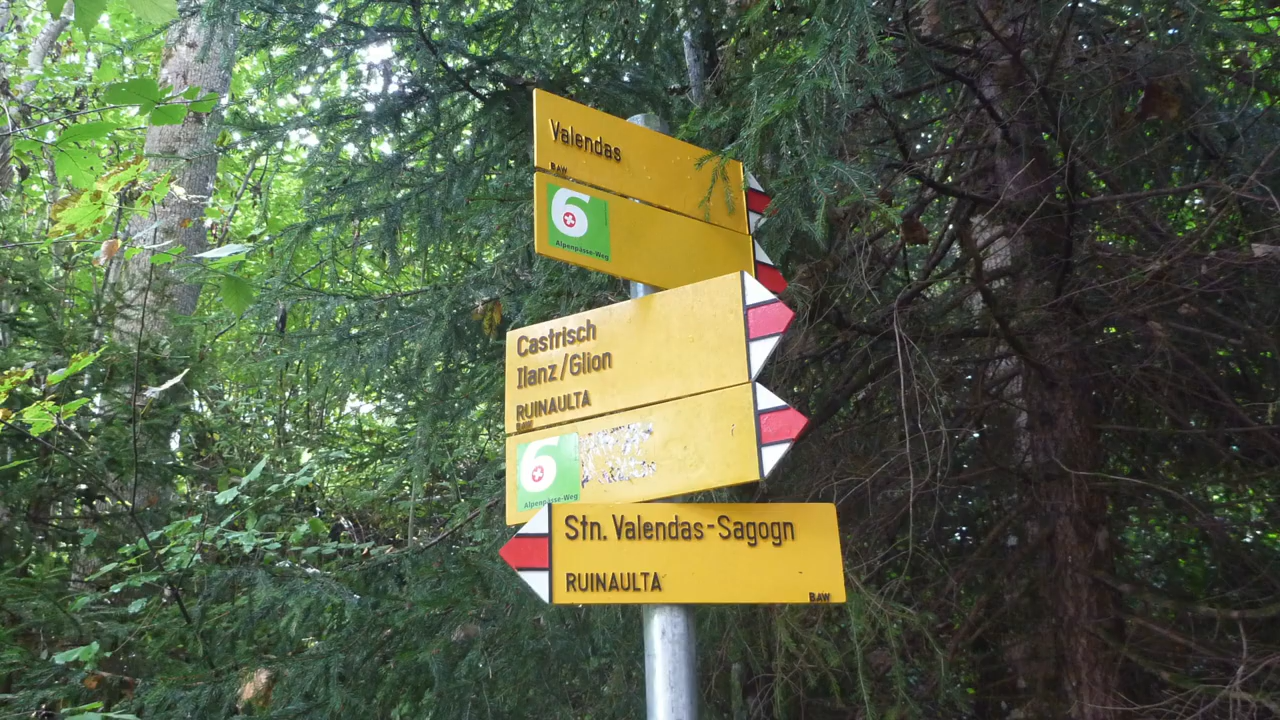 Valendas
BAW
6
Alpenpässe-Weg
Castrisch
Ilanz/Glion
RUINAULTA
BAW
6
Alpenpässe-Weg
Stn. Valendas-Sagogn
RUINAULTA
BAW